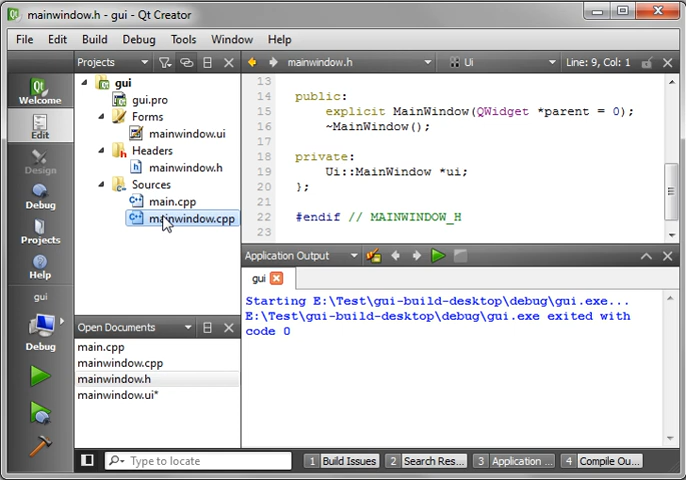 mainwindow.h - gui - Qt Creator
File Edit Build Debug Tools Window Help
Projects
mainwindow.h
Ui
Line: 9, Col: 1
Welcome
Edit
Design
Debug
Projects
Help
gui
Debug
gui
gui.pro
Forms
mainwindow.ui
Headers
mainwindow.h
Sources
main.cpp
mainwindow.cpp
13
14 public:
15 explicit MainWindow(QWidget *parent = 0);
16 ~MainWindow();
17
18 private:
19 Ui::MainWindow *ui;
20 };
21
22 #endif // MAINWINDOW_H
23
Application Output
gui
Starting E:\Test\gui-build-desktop\debug\gui.exe...
E:\Test\gui-build-desktop\debug\gui.exe exited with
code 0
Open Documents
main.cpp
mainwindow.cpp
mainwindow.h
mainwindow.ui*
Type to locate
1 Build Issues
2 Search Res...
3 Application ...
4 Compile Ou...